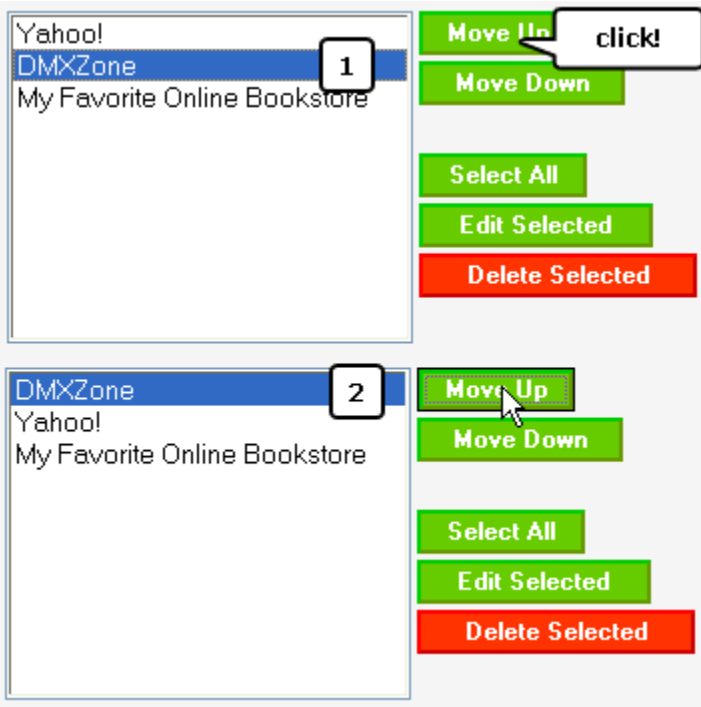 Yahoo!
DMXZone
My Favorite Online Bookstore
1
Move Up
click!
Move Down
Select All
Edit Selected
Delete Selected
DMXZone
Yahoo!
My Favorite Online Bookstore
2
Move Up
Move Down
Select All
Edit Selected
Delete Selected